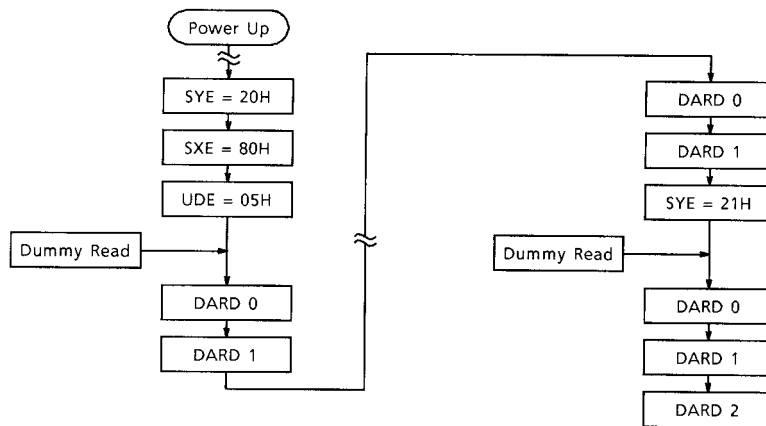 Power Up
SYE = 20H
SXE = 80H
UDE = 05H
Dummy Read
DARD 0
DARD 1
DARD 0
DARD 1
SYE = 21H
Dummy Read
DARD 0
DARD 1
DARD 2